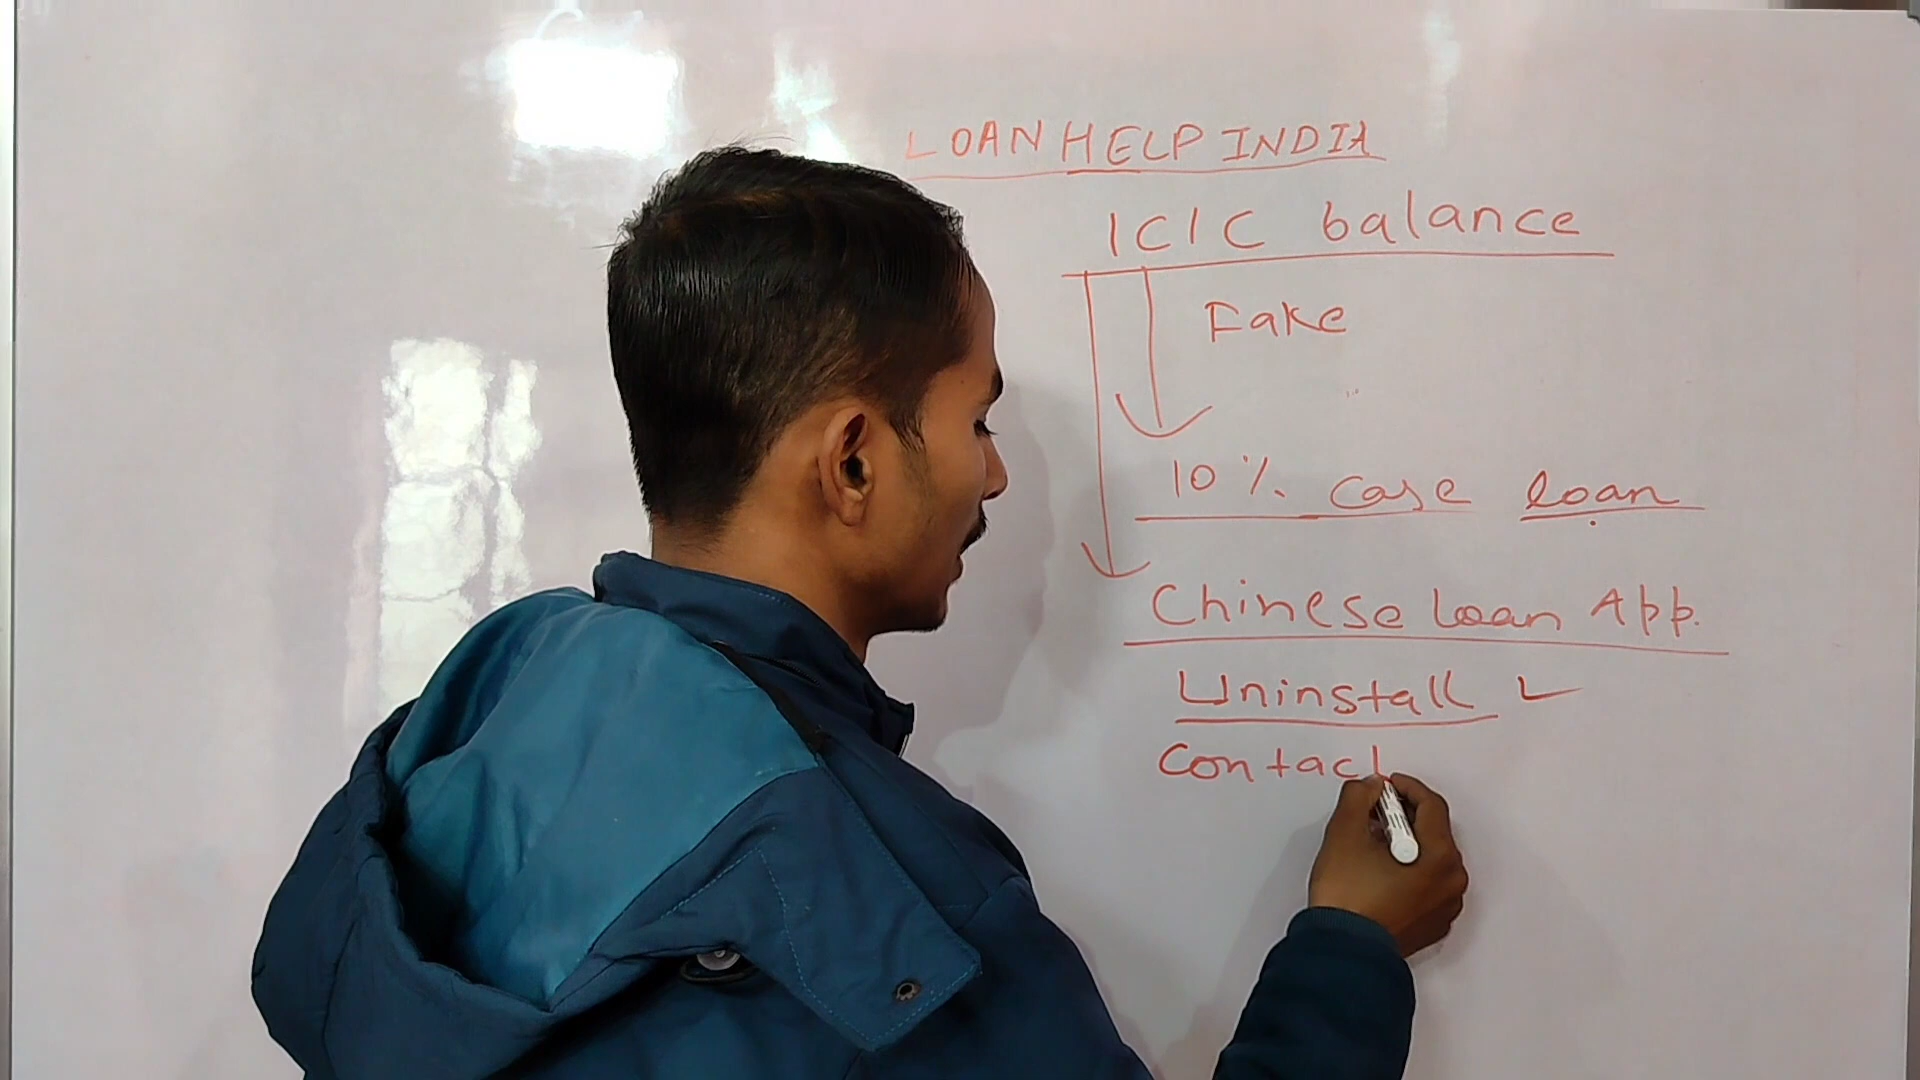 LOAN HELP INDIA
ICIC balance
Fake
10% Case loan
Chinese Loan App.
Uninstall
Contact